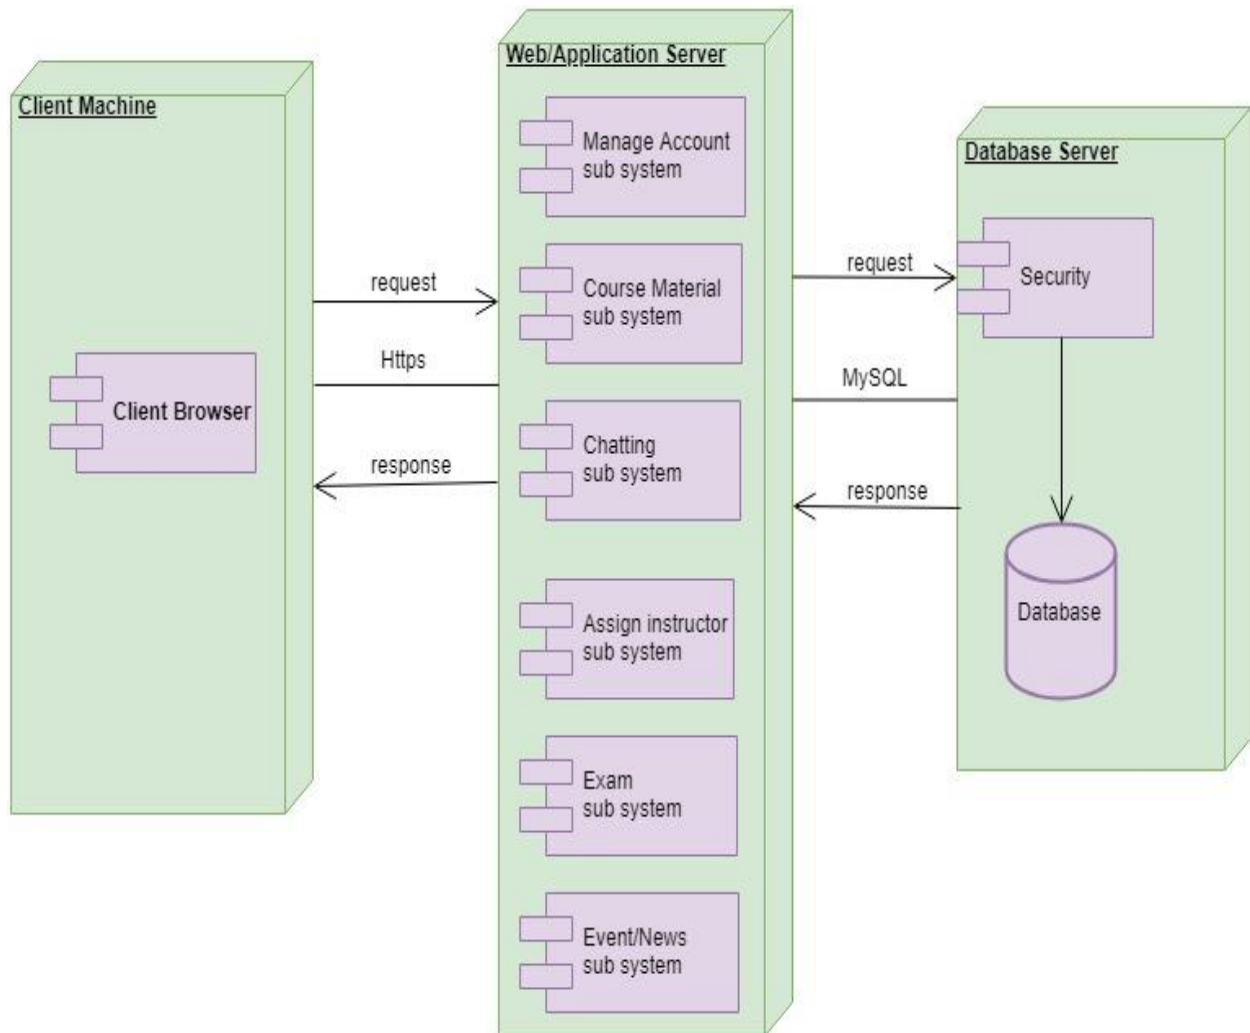 Client Machine
Client Browser
request
Https
response
Web/Application Server
Manage Account
sub system
Course Material
sub system
Chatting
sub system
Assign instructor
sub system
Exam
sub system
Event/News
sub system
request
MySQL
response
Database Server
Security
Database